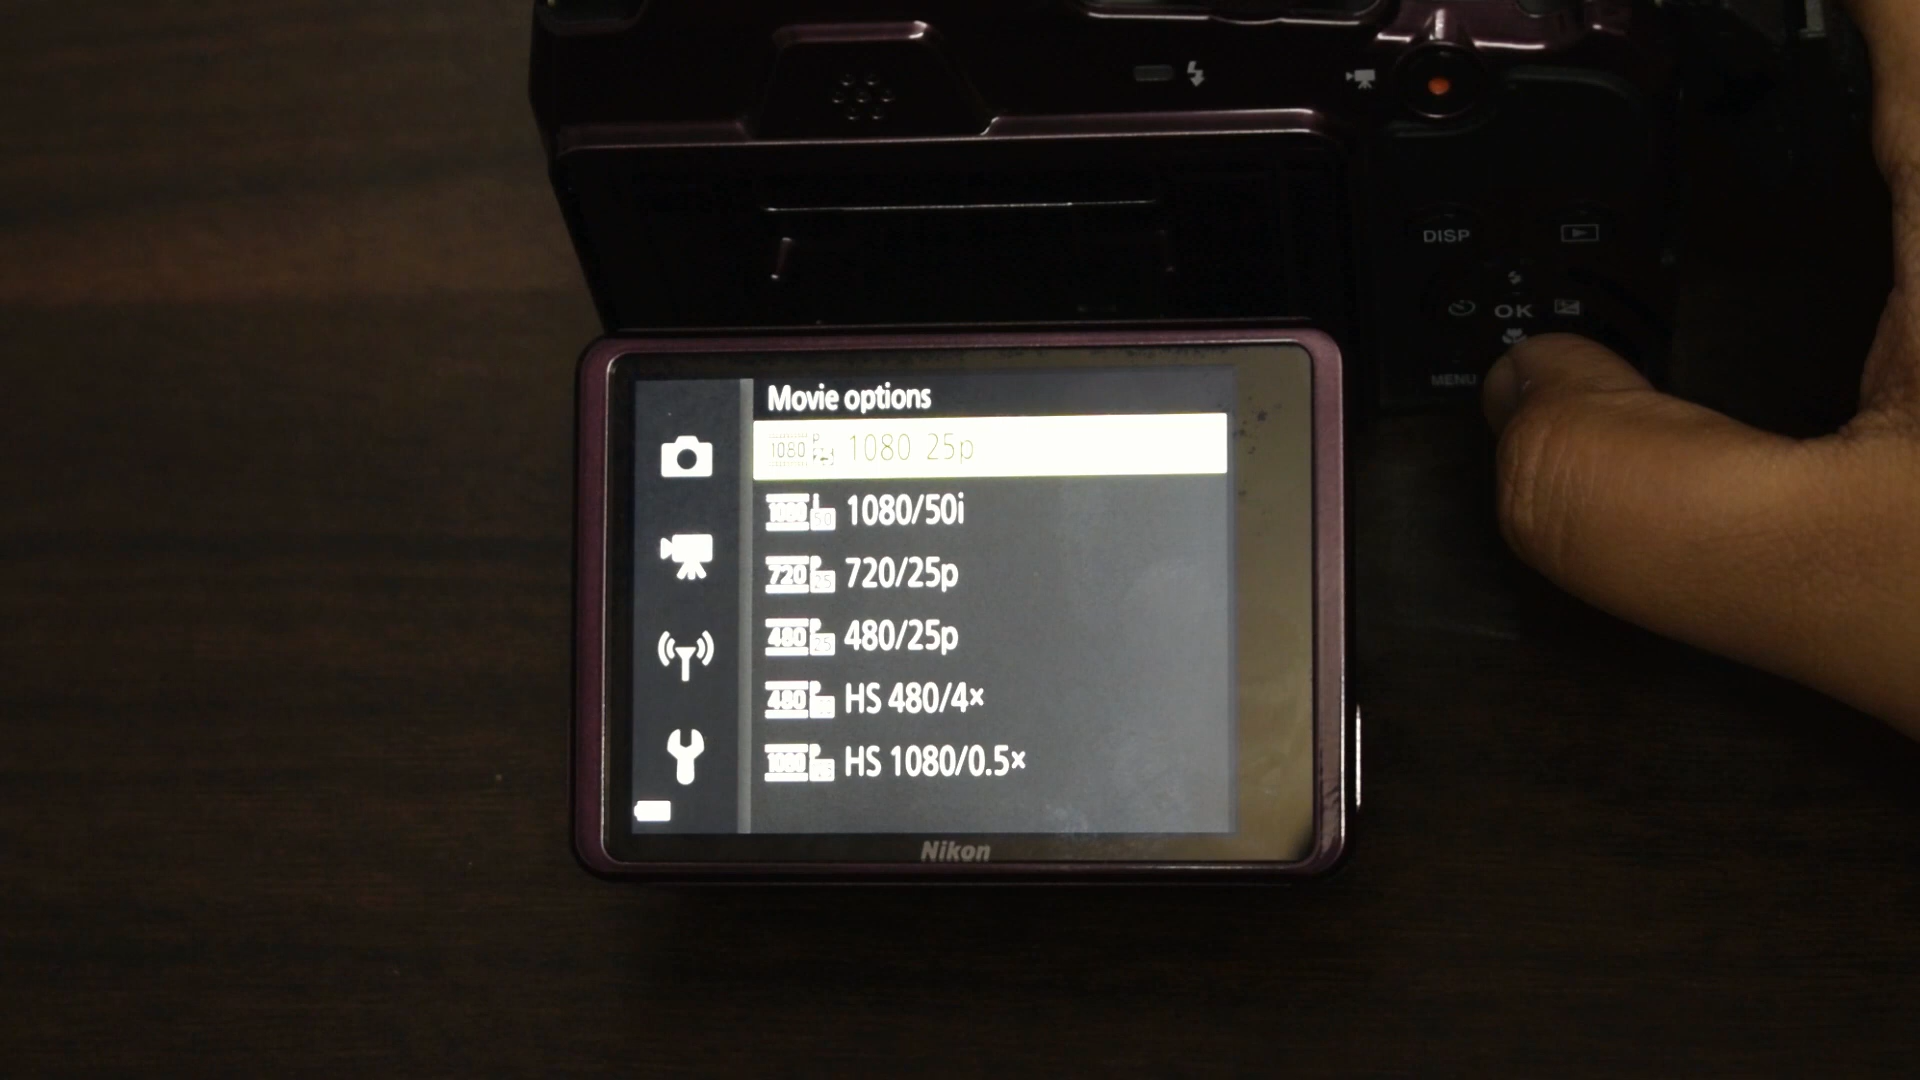 DISP
OK
MENU
Movie options
1080 25p
1080/50i
720/25p
480/25p
HS 480/4×
HS 1080/0.5×
Nikon